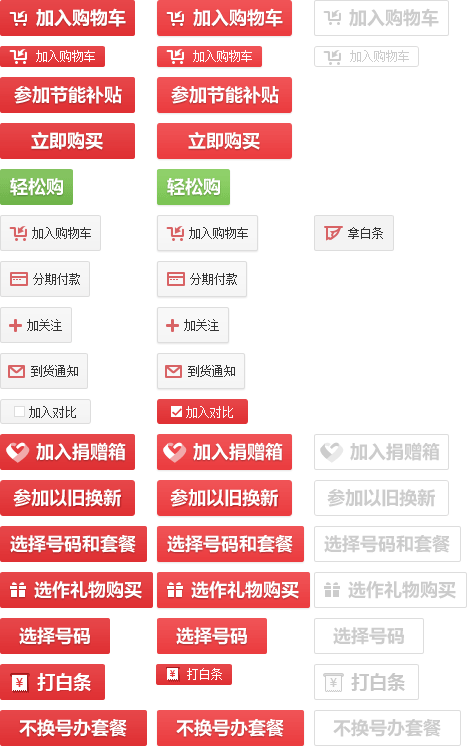 加入购物车 加入购物车 加入购物车
加入购物车 加入购物车 加入购物车
参加节能补贴 参加节能补贴
立即购买 立即购买
轻松购 轻松购
加入购物车 加入购物车 拿白条
分期付款 分期付款
加关注 加关注
到货通知 到货通知
加入对比 加入对比
加入捐赠箱 加入捐赠箱 加入捐赠箱
参加以旧换新 参加以旧换新 参加以旧换新
选择号码和套餐 选择号码和套餐 选择号码和套餐
选作礼物购买 选作礼物购买 选作礼物购买
选择号码 选择号码 选择号码
¥ 打白条 ¥ 打白条 ¥ 打白条
不换号办套餐 不换号办套餐 不换号办套餐